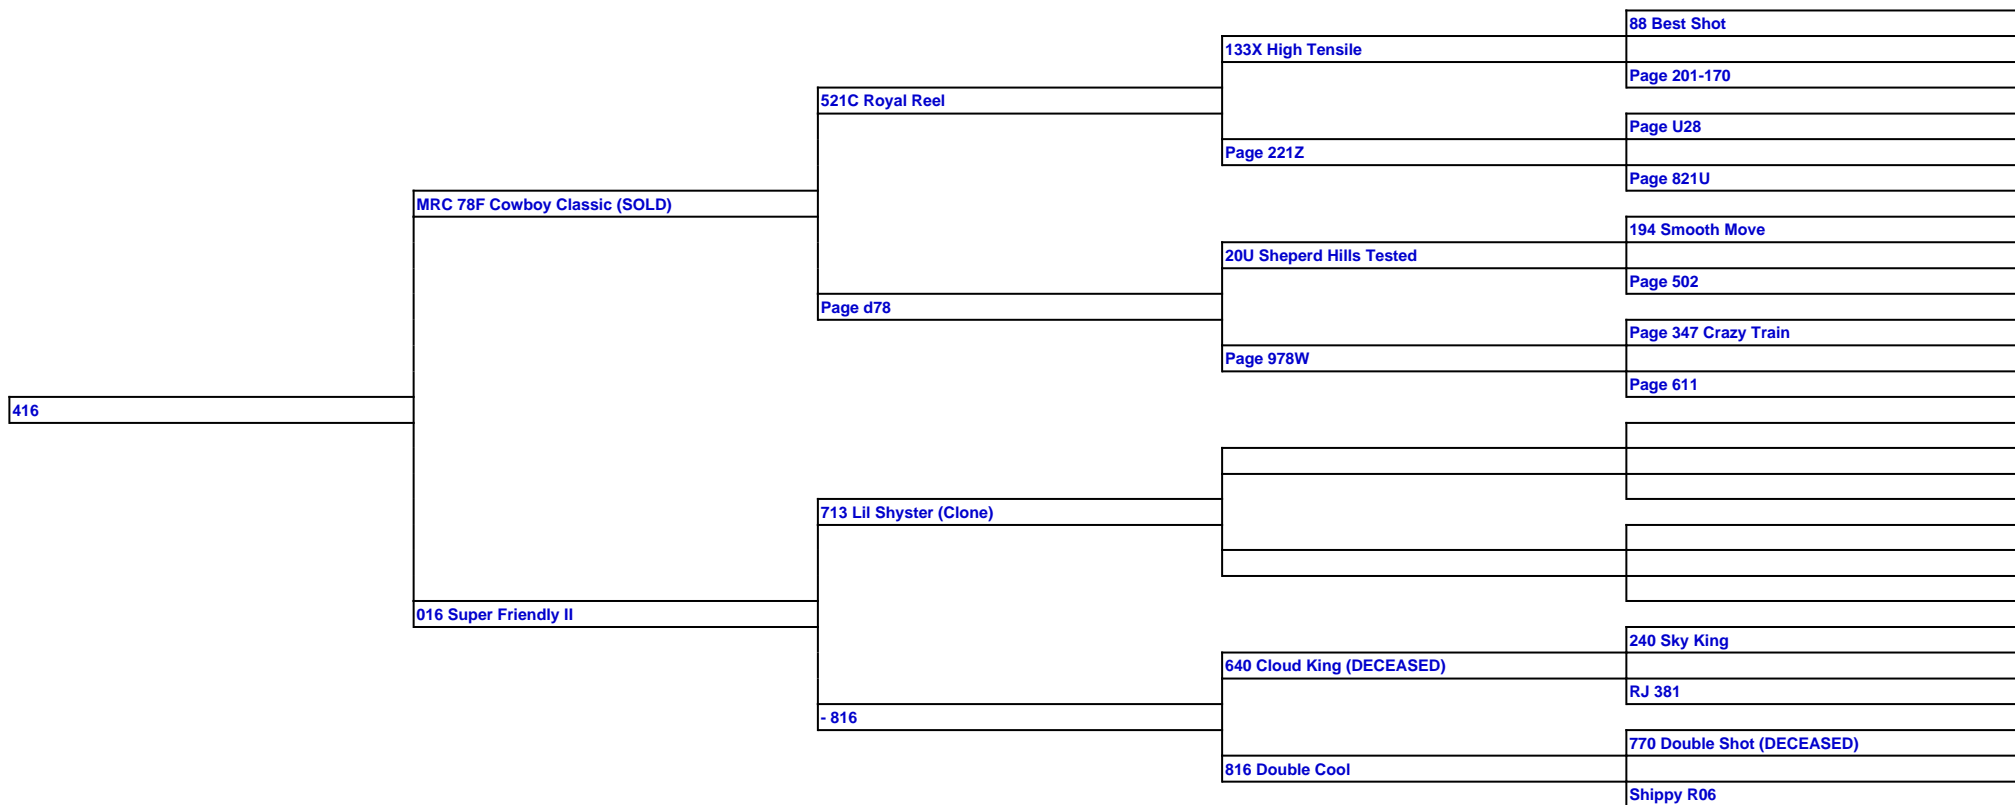 88 Best Shot
133X High Tensile
Page 201-170
521C Royal Reel
Page U28
Page 221Z
Page 821U
MRC 78F Cowboy Classic (SOLD)
194 Smooth Move
20U Sheperd Hills Tested
Page 502
Page d78
Page 347 Crazy Train
Page 978W
Page 611
416
713 Lil Shyster (Clone)
016 Super Friendly II
240 Sky King
640 Cloud King (DECEASED)
RJ 381
- 816
770 Double Shot (DECEASED)
816 Double Cool
Shippy R06